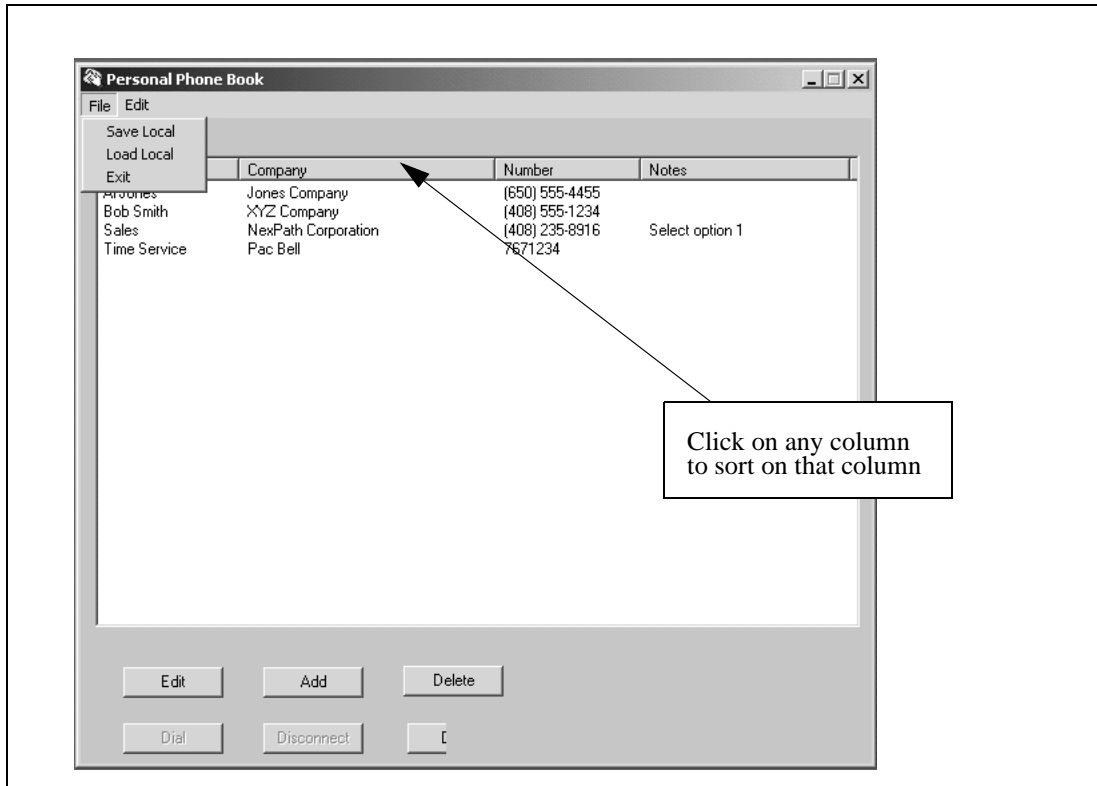 Personal Phone Book
File Edit
Save Local
Load Local
Exit
Company Number Notes
Al Jones Jones Company (650) 555-4455
Bob Smith XYZ Company (408) 555-1234
Sales NexPath Corporation (408) 235-8916 Select option 1
Time Service Pac Bell 7671234
Click on any column
to sort on that column
Edit Add Delete
Dial Disconnect